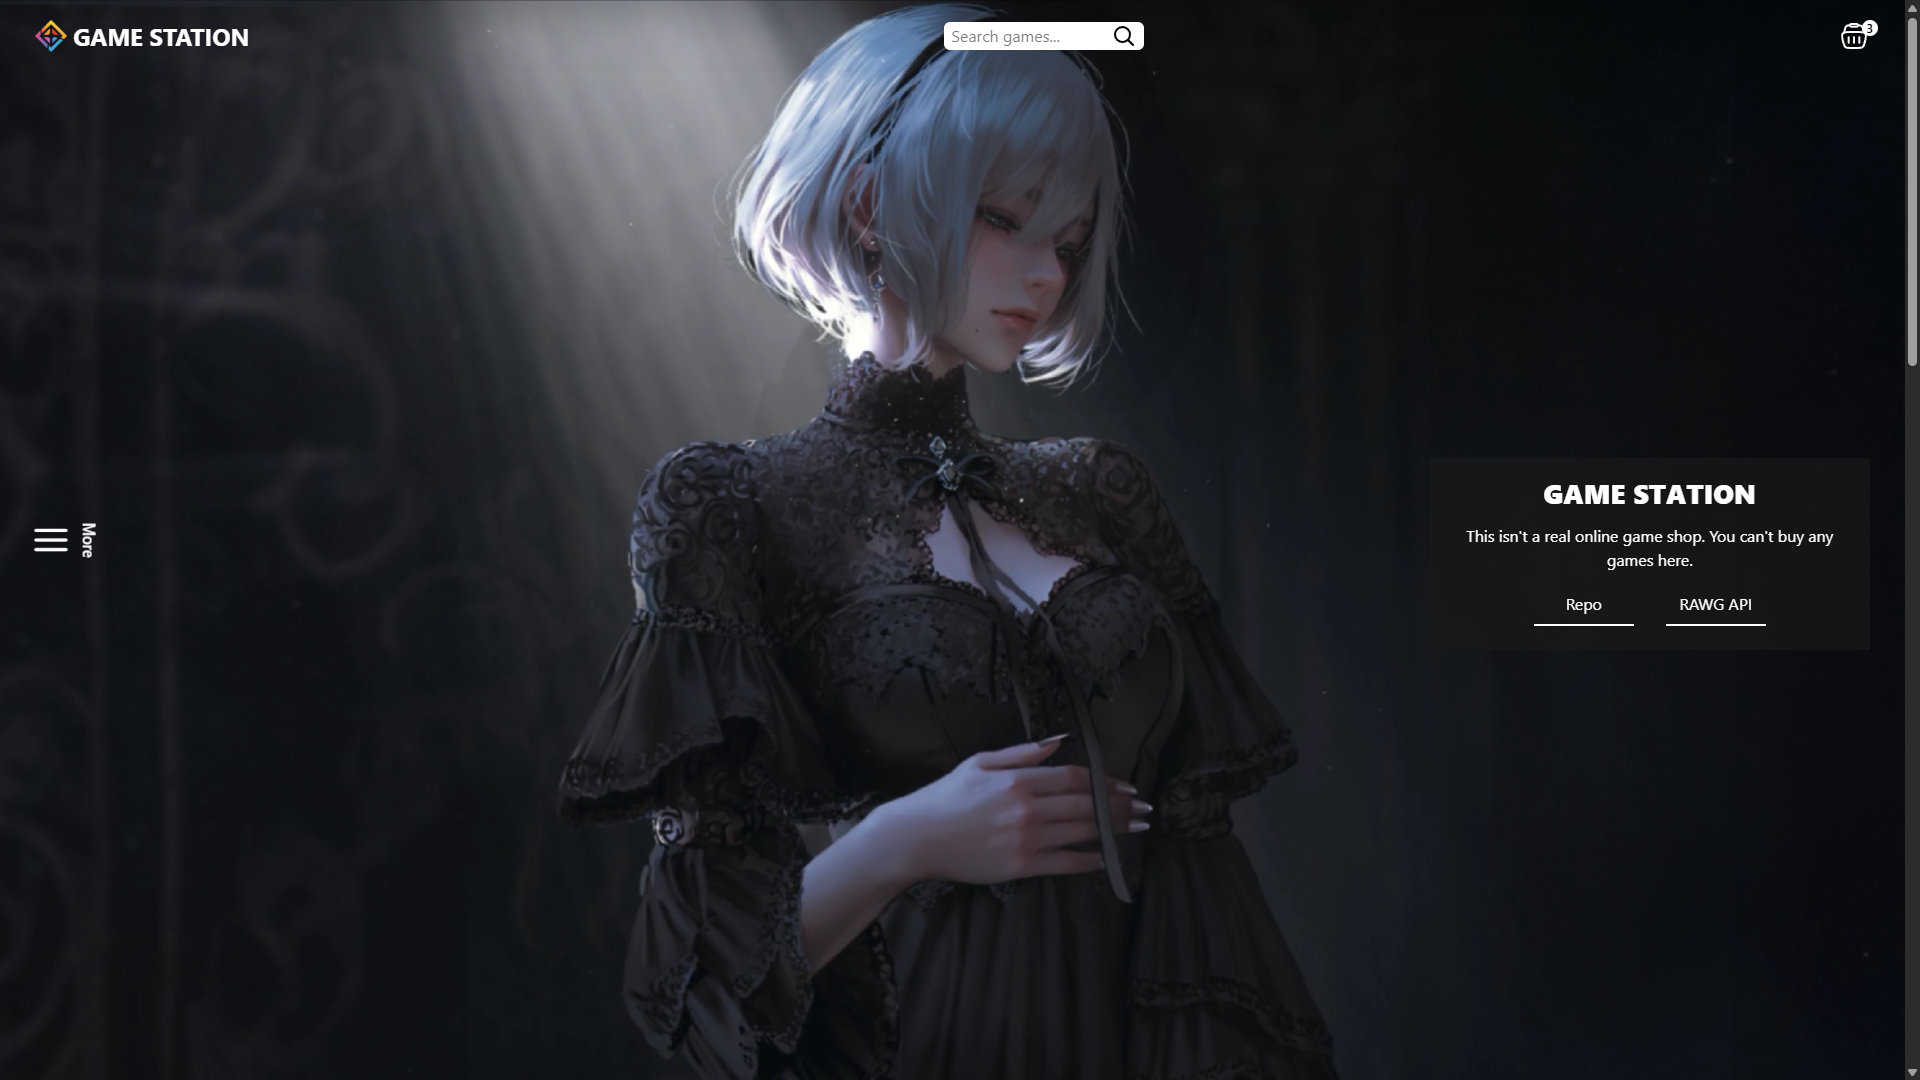 GAME STATION
Search games...
3
More
GAME STATION
This isn't a real online game shop. You can't buy any
games here.
Repo
RAWG API